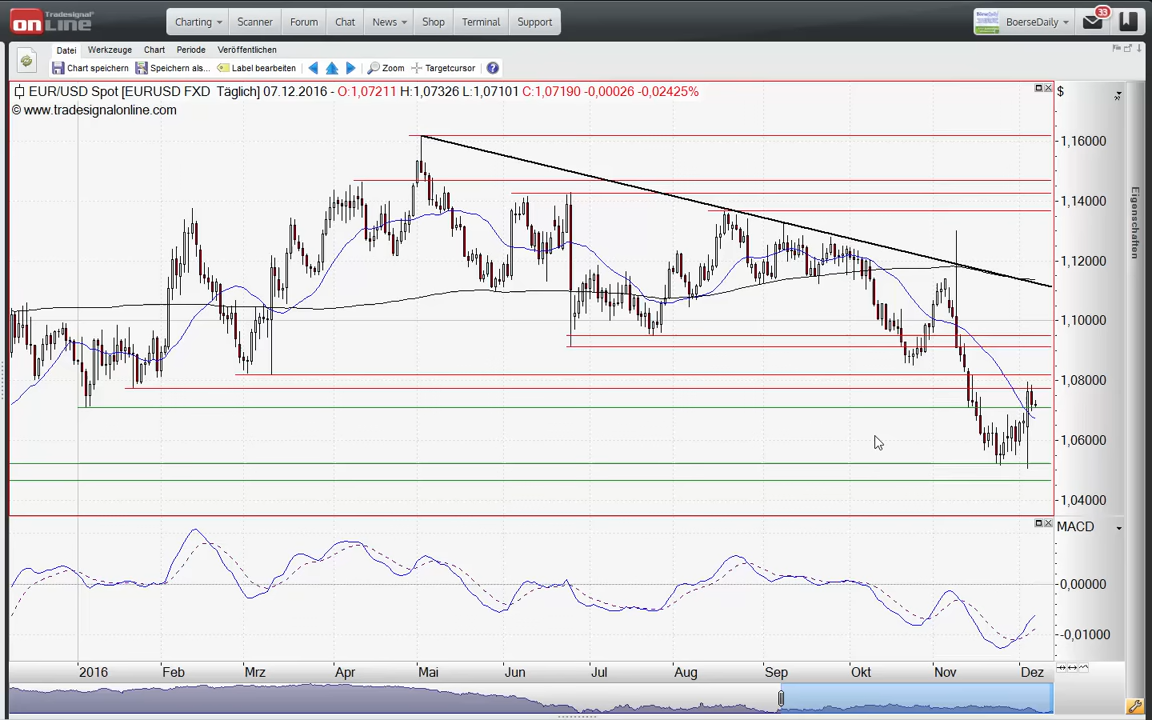 Tradesignal®
onLine
Charting
Scanner
Forum
Chat
News
Shop
Terminal
Support
BoerseDaily
33
Datei
Werkzeuge
Chart
Periode
Veröffentlichen
Chart speichern
Speichern als...
Label bearbeiten
Zoom
Targetcursor
EUR/USD Spot [EURUSD FXD Täglich] 07.12.2016 - O:1,07211 H:1,07326 L:1,07101 C:1,07190 -0,00026 -0,02425%
$
© www.tradesignalonline.com
1,16000
1,14000
1,12000
1,10000
1,08000
1,06000
1,04000
Eigenschaften
MACD
0,00000
-0,01000
2016 Feb Mrz Apr Mai Jun Jul Aug Sep Okt Nov Dez